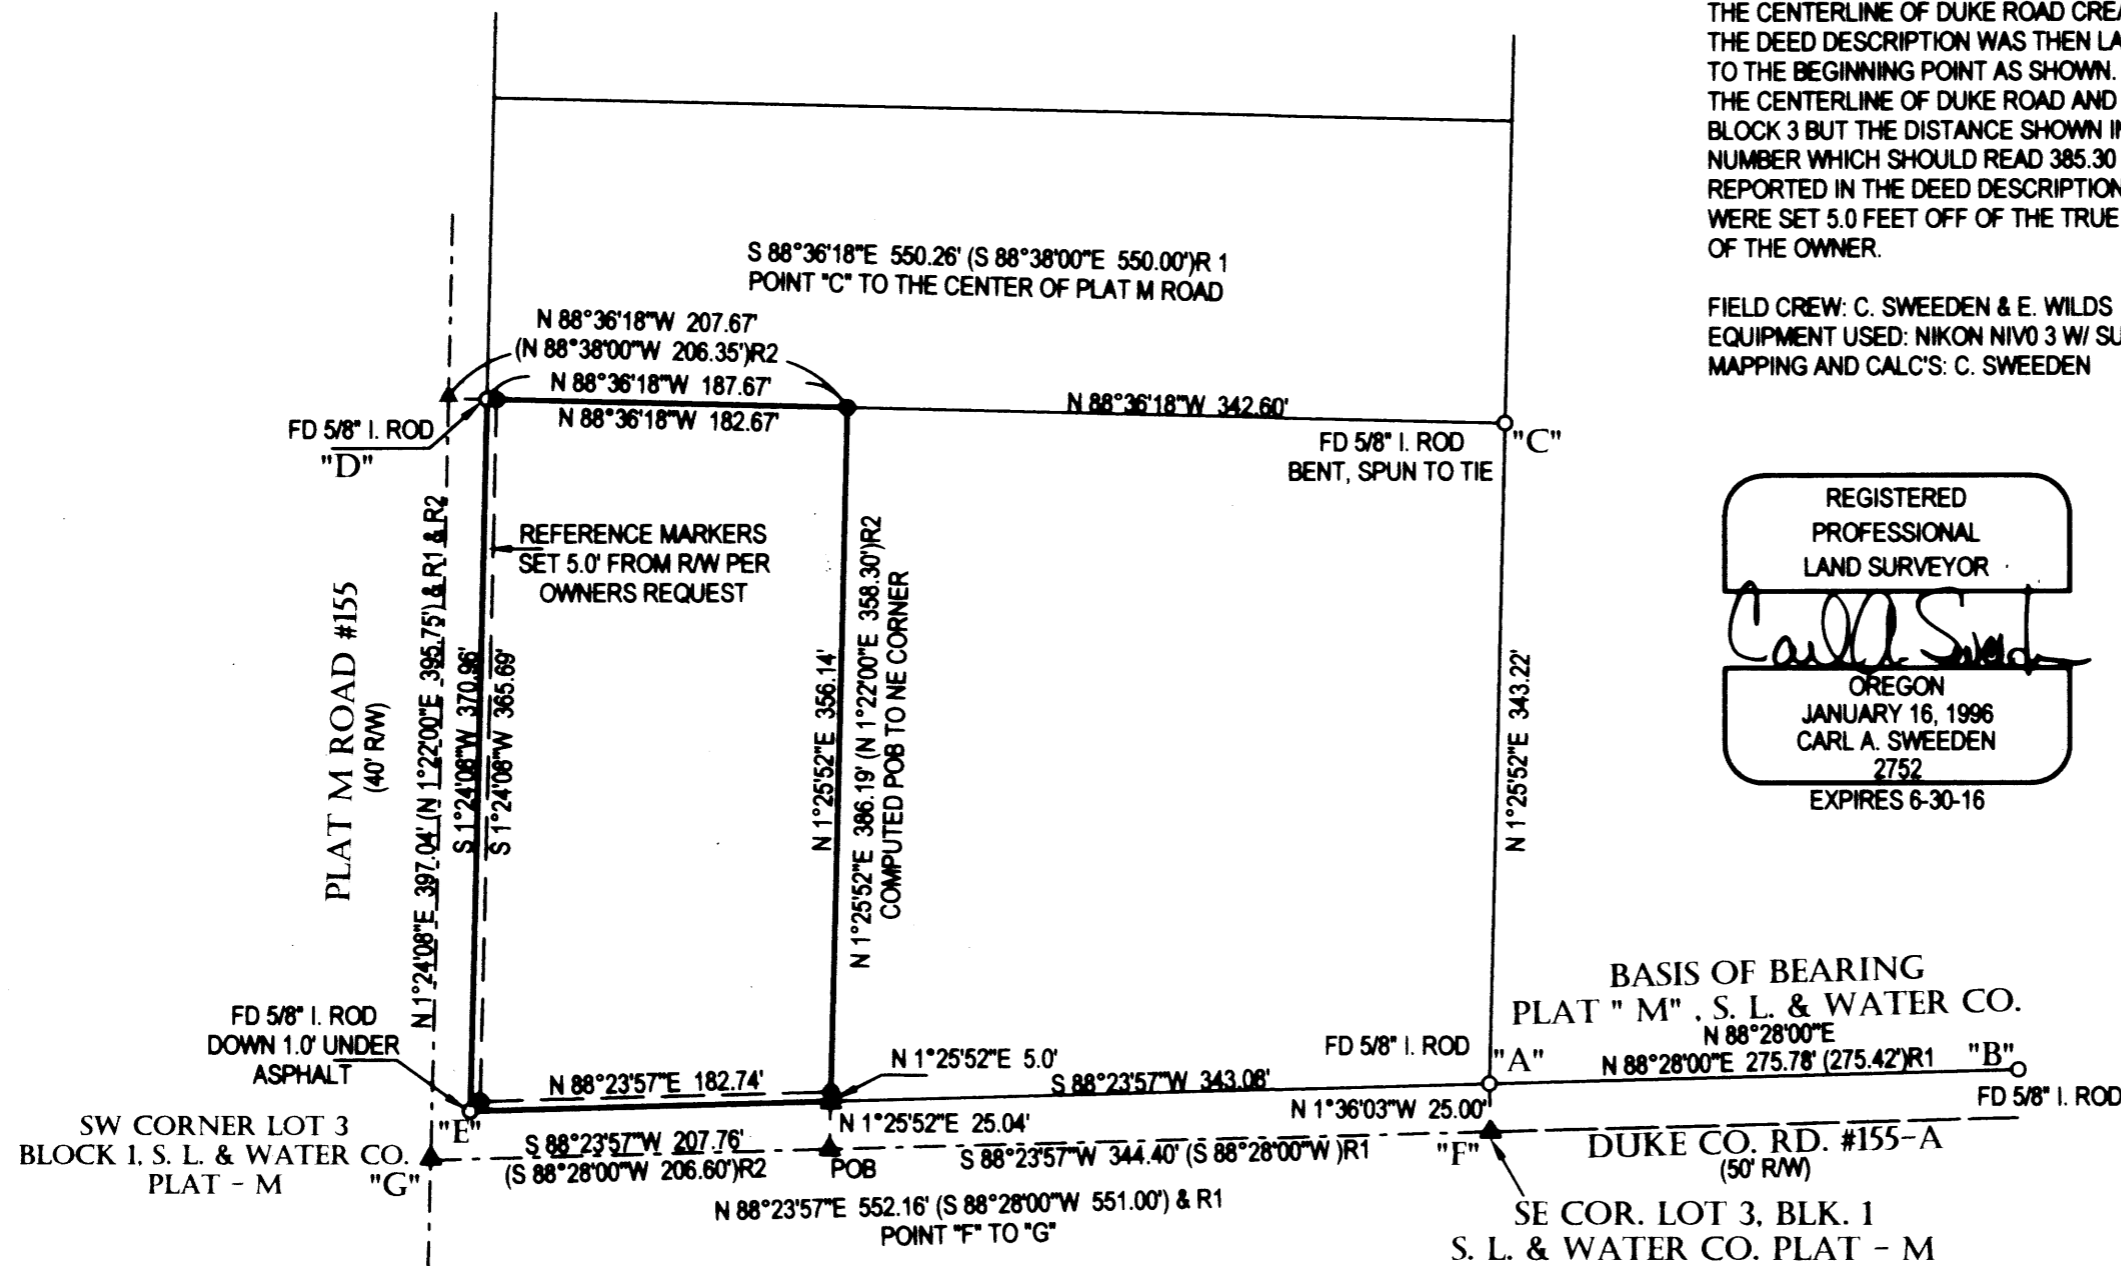 THE CENTERLINE OF DUKE ROAD CREA
THE DEED DESCRIPTION WAS THEN LA
TO THE BEGINNING POINT AS SHOWN.
THE CENTERLINE OF DUKE ROAD AND
BLOCK 3 BUT THE DISTANCE SHOWN IN
NUMBER WHICH SHOULD READ 385.30
REPORTED IN THE DEED DESCRIPTION
WERE SET 5.0 FEET OFF OF THE TRUE
OF THE OWNER.
FIELD CREW: C. SWEEDEN & E. WILDS
EQUIPMENT USED: NIKON NIV0 3 W/ SU
MAPPING AND CALC'S: C. SWEEDEN
S 88°36'18"E 550.26' (S 88°38'00"E 550.00')R 1
POINT "C" TO THE CENTER OF PLAT M ROAD
N 88°36'18"W 207.67'
(N 88°38'00"W 206.35')R2
N 88°36'18"W 187.67'
N 88°36'18"W 182.67'
N 88°36'18"W 342.60'
FD 5/8" I. ROD
"D"
FD 5/8" I. ROD
BENT, SPUN TO TIE
"C"
REFERENCE MARKERS
SET 5.0' FROM R/W PER
OWNERS REQUEST
PLAT M ROAD #155
(40' R/W)
N 1°24'08"E 397.04' (N 1°22'00"E 395.75') & R1 & R2
S 1°24'08"W 370.96'
S 1°24'08"W 365.69'
N 1°25'52"E 356.14'
N 1°25'52"E 386.19' (N 1°22'00"E 358.30')R2
COMPUTED POB TO NE CORNER
N 1°25'52"E 343.22'
REGISTERED
PROFESSIONAL
LAND SURVEYOR
Carl A. Sweeden
OREGON
JANUARY 16, 1996
CARL A. SWEEDEN
2752
EXPIRES 6-30-16
BASIS OF BEARING
PLAT " M" , S. L. & WATER CO.
N 88°28'00"E
N 88°28'00"E 275.78' (275.42')R1
"B"
FD 5/8" I. ROD
FD 5/8" I. ROD
"A"
FD 5/8" I. ROD
DOWN 1.0' UNDER
ASPHALT
N 88°23'57"E 182.74'
N 1°25'52"E 5.0'
S 88°23'57"W 343.08'
N 1°36'03"W 25.00'
N 1°25'52"E 25.04'
"E"
SW CORNER LOT 3
BLOCK 1, S. L. & WATER CO.
PLAT - M
"G"
S 88°23'57"W 207.76'
(S 88°28'00"W 206.60')R2
POB
S 88°23'57"W 344.40' (S 88°28'00"W )R1
"F"
DUKE CO. RD. #155-A
(50' R/W)
N 88°23'57"E 552.16' (S 88°28'00"W 551.00') & R1
POINT "F" TO "G"
SE COR. LOT 3, BLK. 1
S. L. & WATER CO. PLAT - M